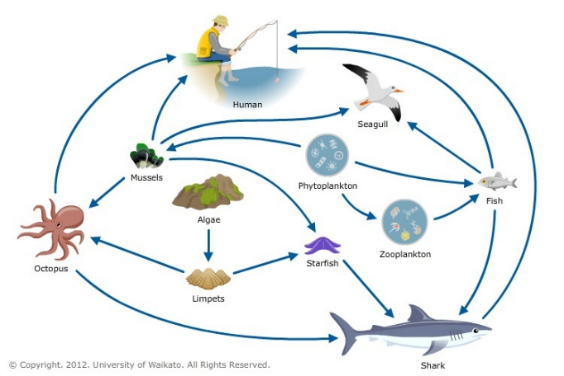 Human
Seagull
Mussels
Phytoplankton
Fish
Algae
Zooplankton
Octopus
Starfish
Limpets
© Copyright. 2012. University of Waikato. All Rights Reserved.
Shark